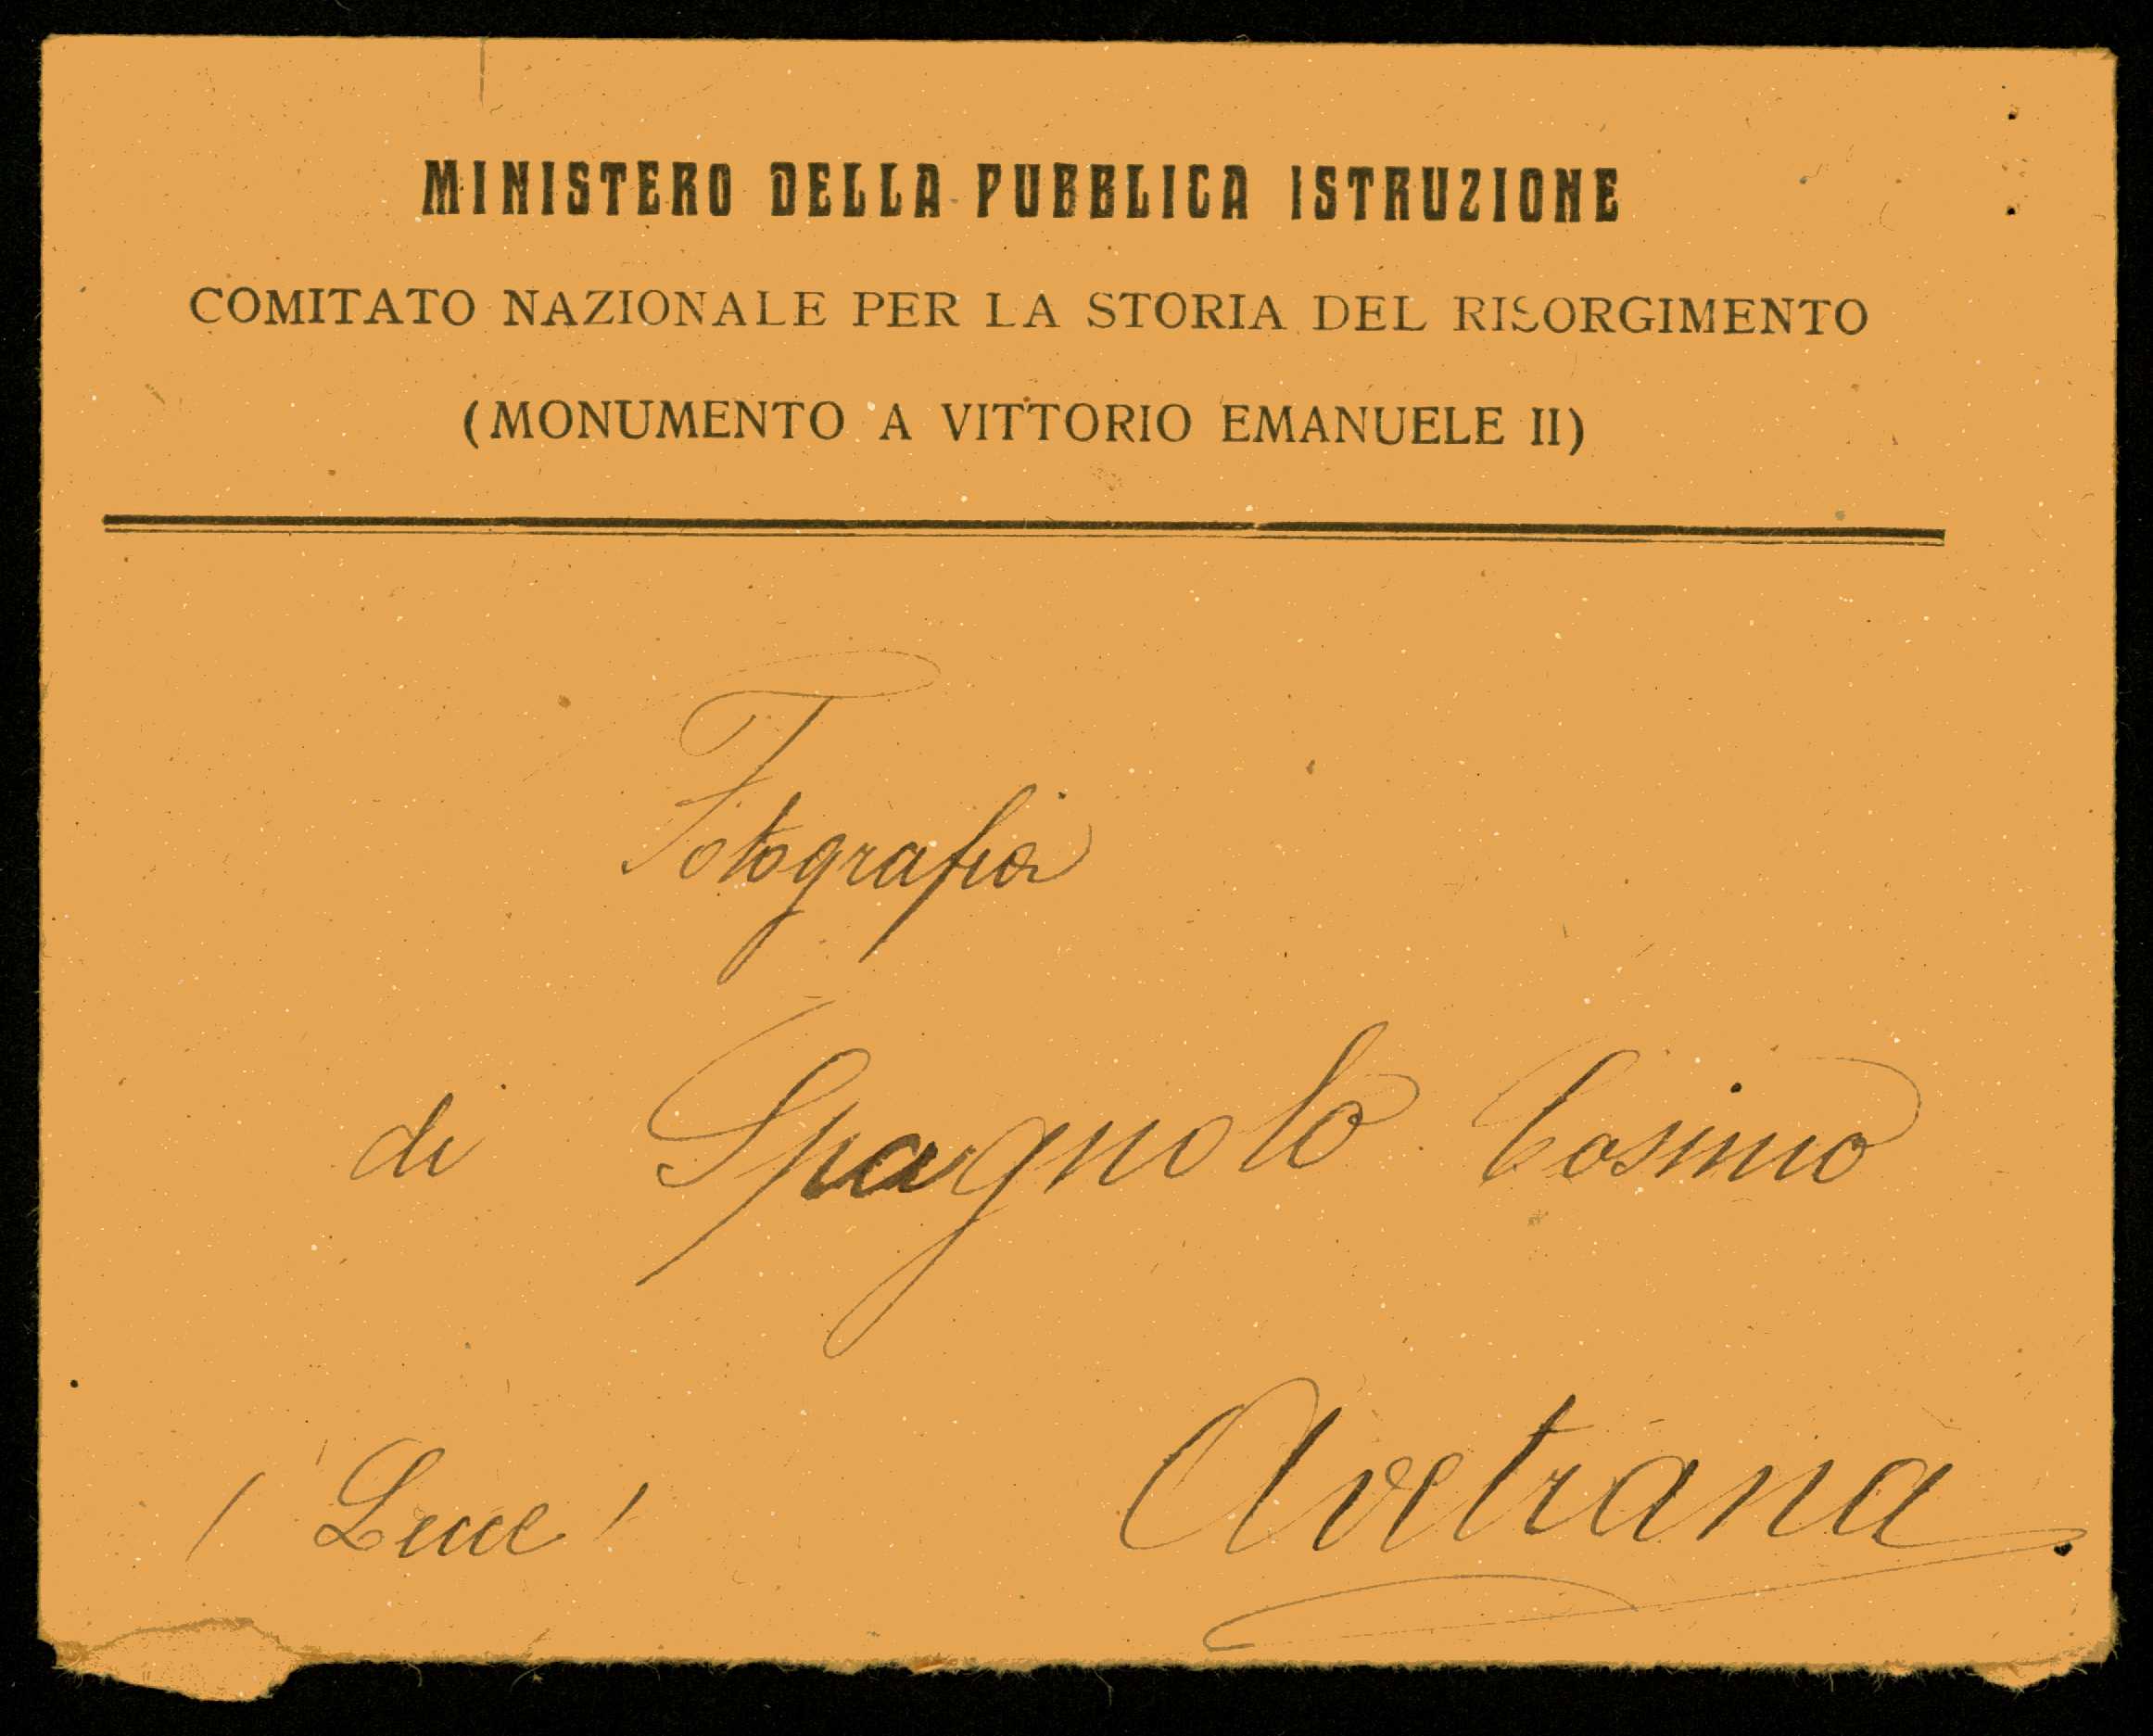 MINISTERO DELLA PUBBLICA ISTRUZIONE
COMITATO NAZIONALE PER LA STORIA DEL RISORGIMENTO
(MONUMENTO A VITTORIO EMANUELE II)
Fotografia
di Spagnolo Cosimo
Avetrana
( Lecce )